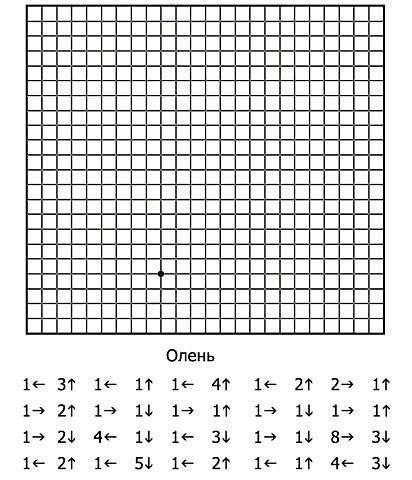 Олень
1← 3↑ 1← 1↑ 1← 4↑ 1← 2↑ 2→ 1↑
1→ 2↑ 1→ 1↓ 1→ 1↑ 1→ 1↓ 1→ 1↑
1→ 2↓ 4← 1↓ 1← 3↓ 1→ 1↓ 8→ 3↓
1← 2↑ 1← 5↓ 1← 2↑ 1← 1↑ 4← 3↓